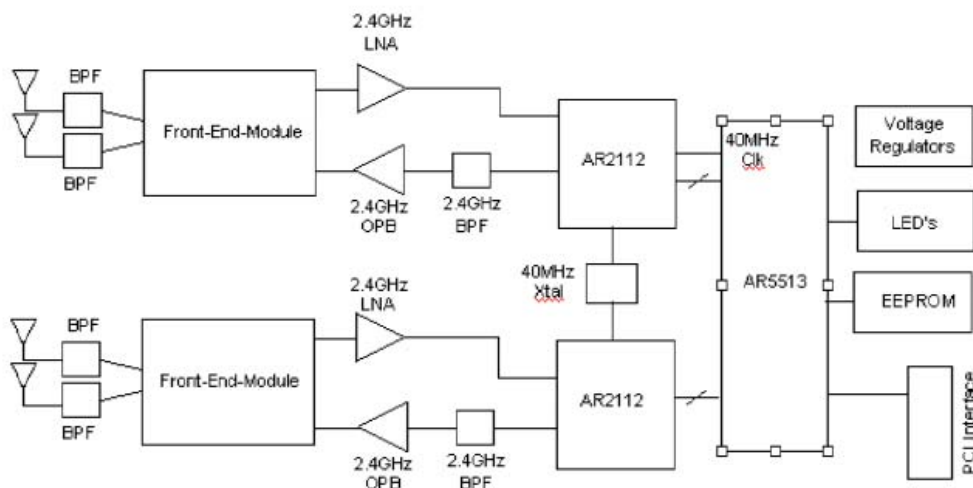 2.4GHz
LNA
BPF
Front-End-Module
BPF
2.4GHz
OPB
2.4GHz
BPF
AR2112
40MHz
Clk
Voltage
Regulators
LED's
40MHz
Xtal
AR5513
EEPROM
2.4GHz
LNA
BPF
Front-End-Module
BPF
2.4GHz
OPB
2.4GHz
BPF
AR2112
PCI Interface